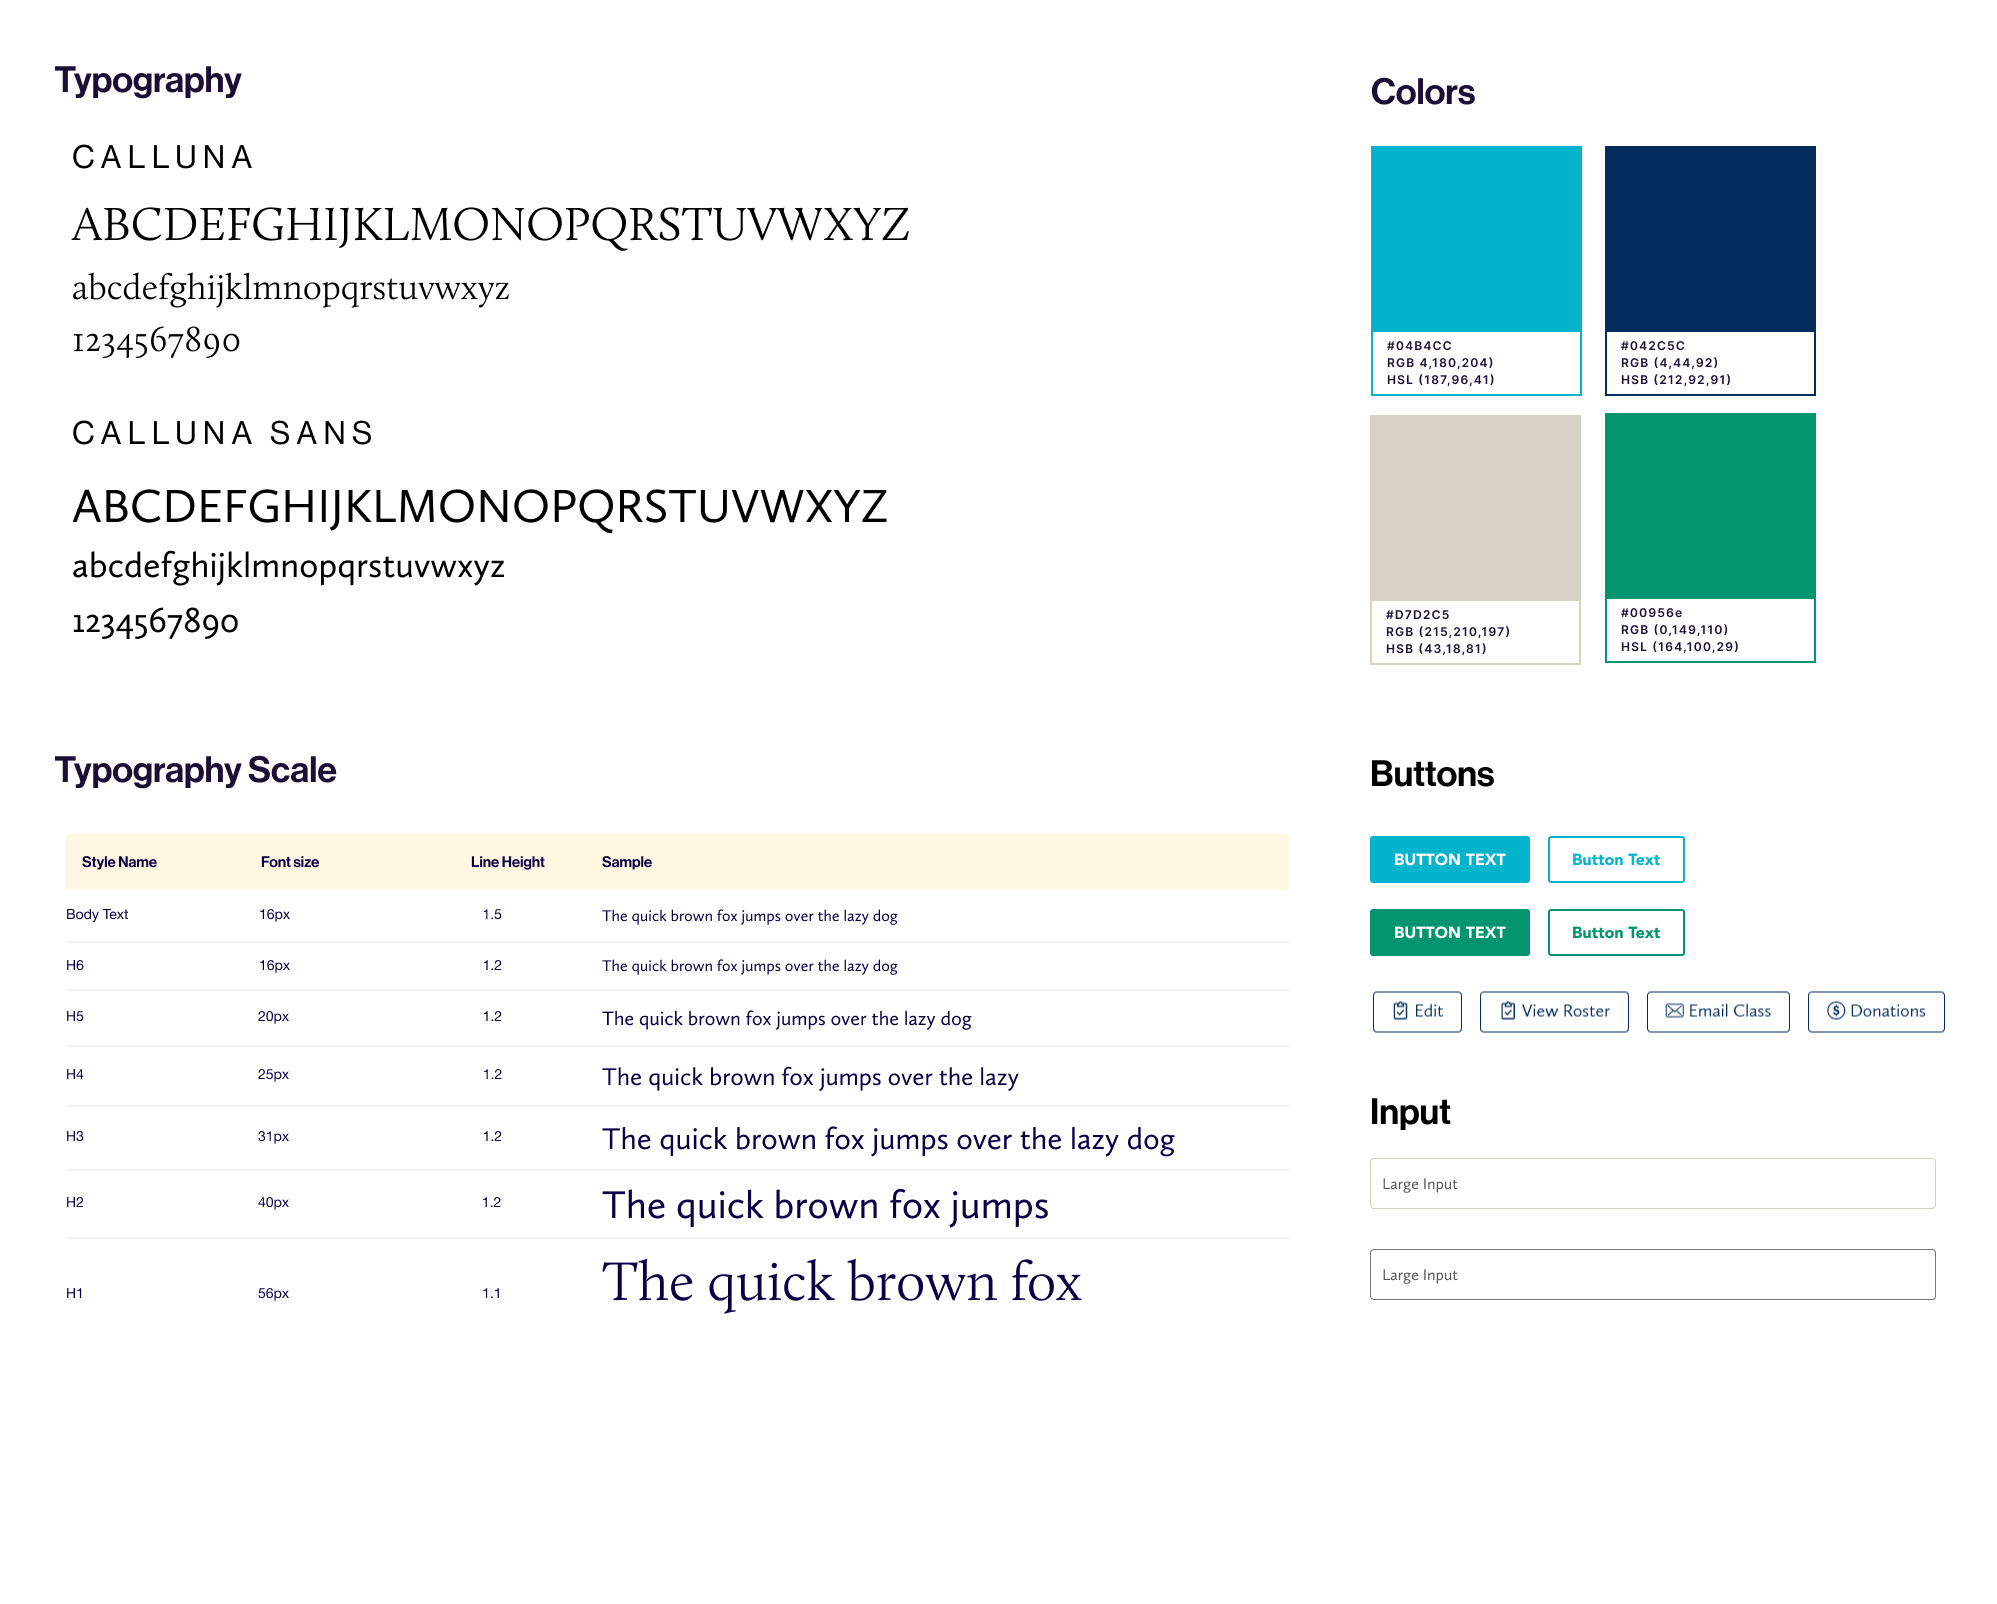 Typography
CALLUNA
ABCDEFGHIJKLMONOPQRSTUVWXYZ
abcdefghijklmnopqrstuvwxyz
1234567890
CALLUNA SANS
ABCDEFGHIJKLMONOPQRSTUVWXYZ
abcdefghijklmnopqrstuvwxyz
1234567890
Colors
#04B4CC
RGB 4,180,204)
HSL (187,96,41)
#042C5C
RGB (4,44,92)
HSB (212,92,91)
#D7D2C5
RGB (215,210,197)
HSB (43,18,81)
#00956e
RGB (0,149,110)
HSL (164,100,29)
Typography Scale
Style Name Font size Line Height Sample
Body Text 16px 1.5 The quick brown fox jumps over the lazy dog
H6 16px 1.2 The quick brown fox jumps over the lazy dog
H5 20px 1.2 The quick brown fox jumps over the lazy dog
H4 25px 1.2 The quick brown fox jumps over the lazy
H3 31px 1.2 The quick brown fox jumps over the lazy dog
H2 40px 1.2 The quick brown fox jumps
H1 56px 1.1 The quick brown fox
Buttons
BUTTON TEXT Button Text
BUTTON TEXT Button Text
Edit View Roster Email Class Donations
Input
Large Input
Large Input